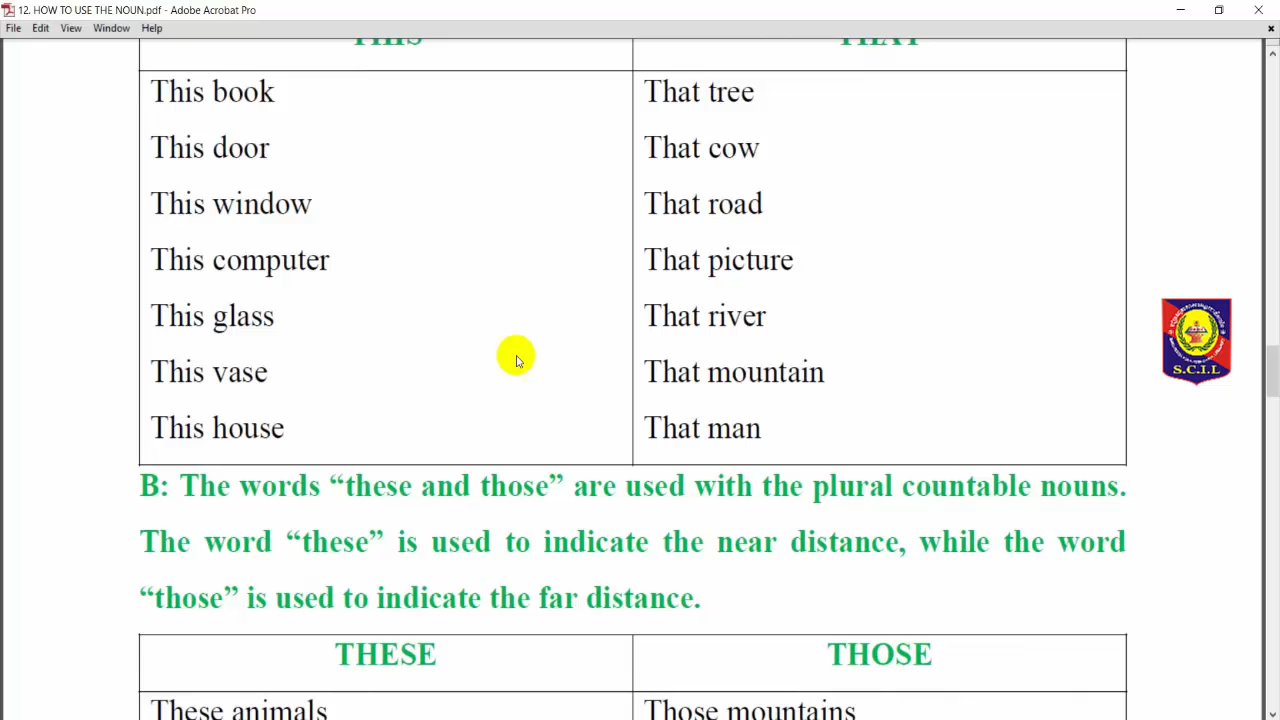 12. HOW TO USE THE NOUN.pdf - Adobe Acrobat Pro
File Edit View Window Help
THIS THAT
This book That tree
This door That cow
This window That road
This computer That picture
This glass That river
This vase That mountain
This house That man
B: The words “these and those” are used with the plural countable nouns.
The word “these” is used to indicate the near distance, while the word
“those” is used to indicate the far distance.
THESE THOSE
These animals Those mountains
S.C.I.L